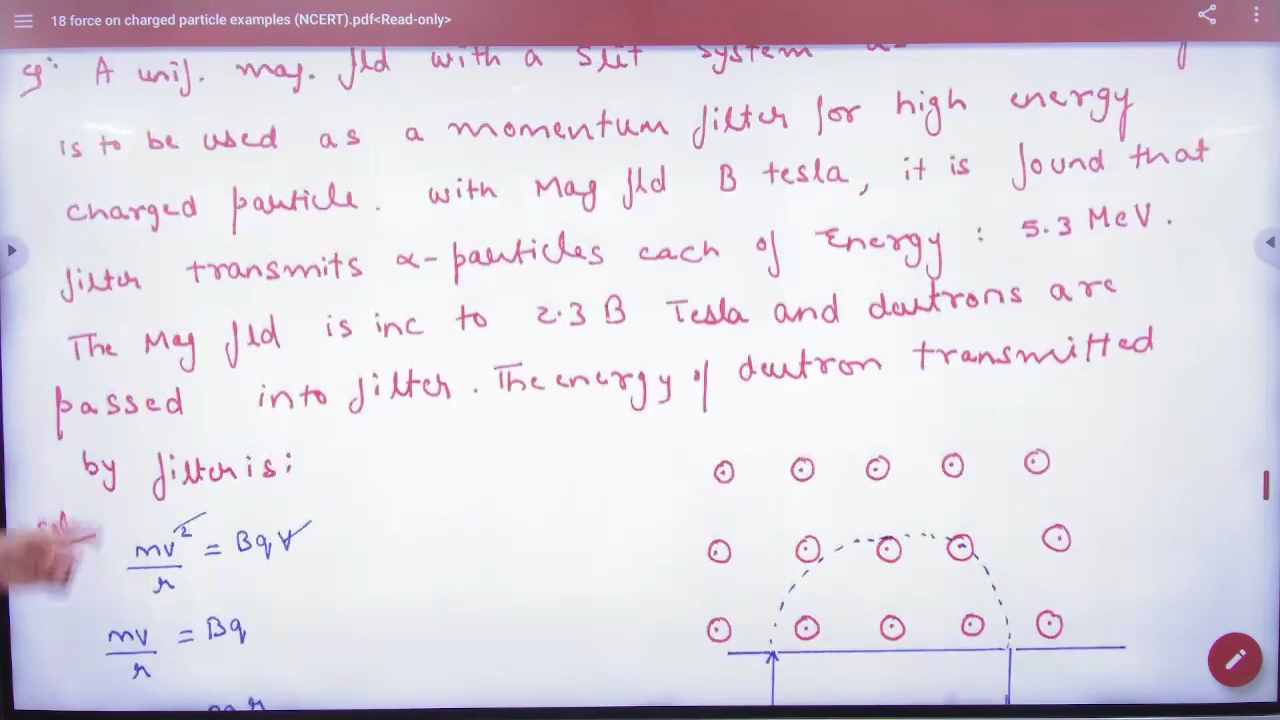 18 force on charged particle examples (NCERT).pdf<Read-only>
g: A unif. mag. fld with a slit system
is to be used as a momentum filter for high energy
charged particle. with Mag fld B tesla, it is found that
filter transmits α-particles each of Energy : 5.3 MeV.
The Mag fld is inc to 2.3 B Tesla and deutrons are
passed into filter. The energy of deutron transmitted
by filter is:
mv²/r = Bqv
mv/r = Bq